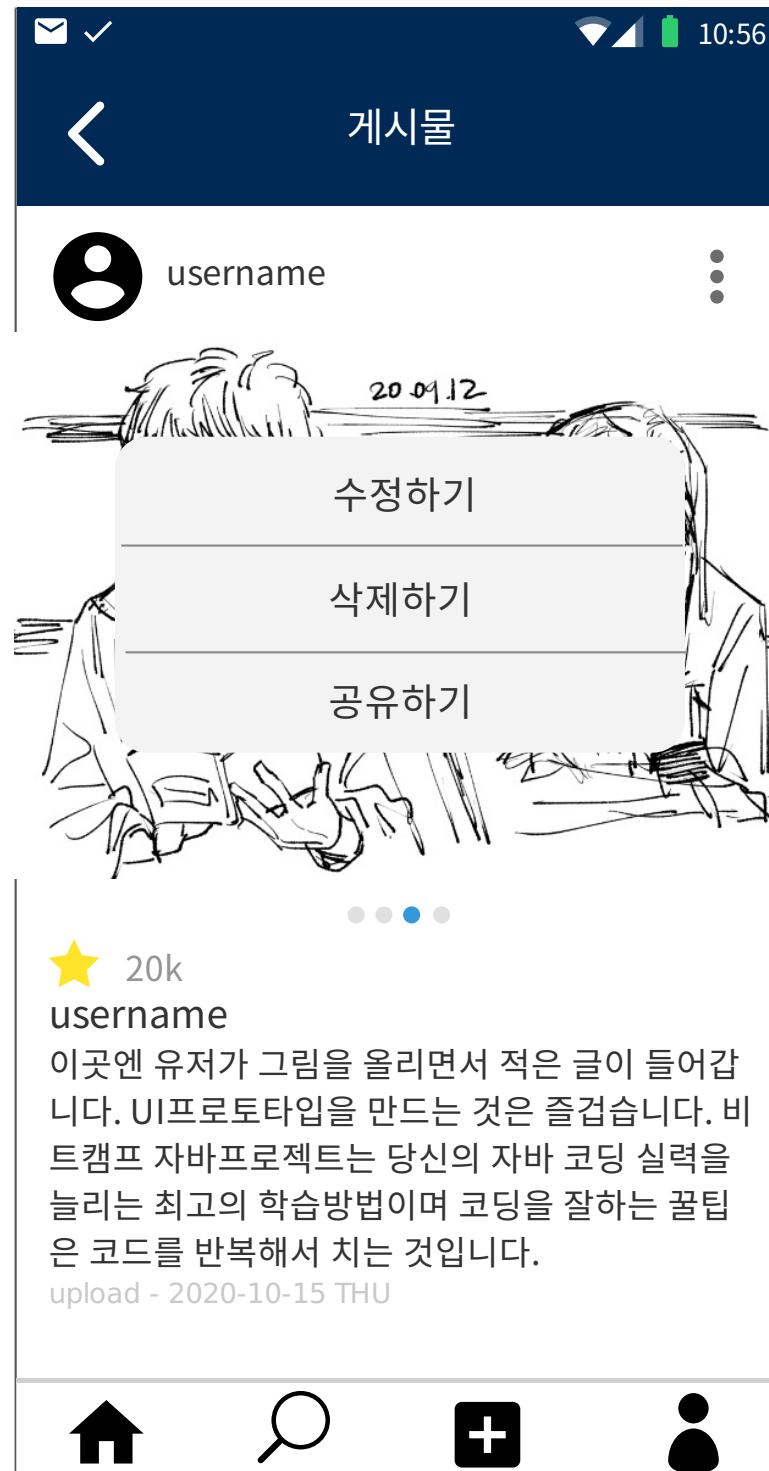 10:56
게시물
username
20.09.12
수정하기
삭제하기
공유하기
20k
username
이곳엔 유저가 그림을 올리면서 적은 글이 들어갑
니다. UI프로토타입을 만드는 것은 즐겁습니다. 비
트캠프 자바프로젝트는 당신의 자바 코딩 실력을
늘리는 최고의 학습방법이며 코딩을 잘하는 꿀팁
은 코드를 반복해서 치는 것입니다.
upload - 2020-10-15 THU